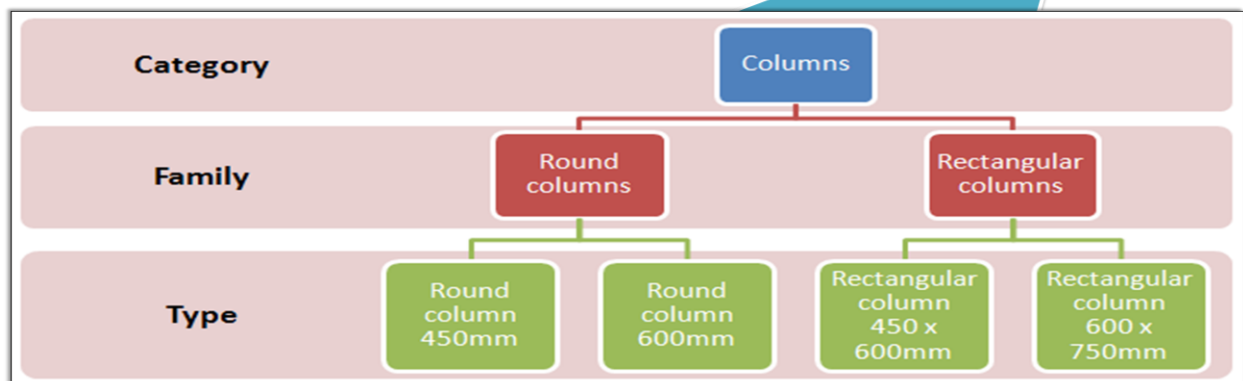 Category
Columns
Family
Round
columns
Rectangular
columns
Type
Round
column
450mm
Round
column
600mm
Rectangular
column
450 x
600mm
Rectangular
column
600 x
750mm